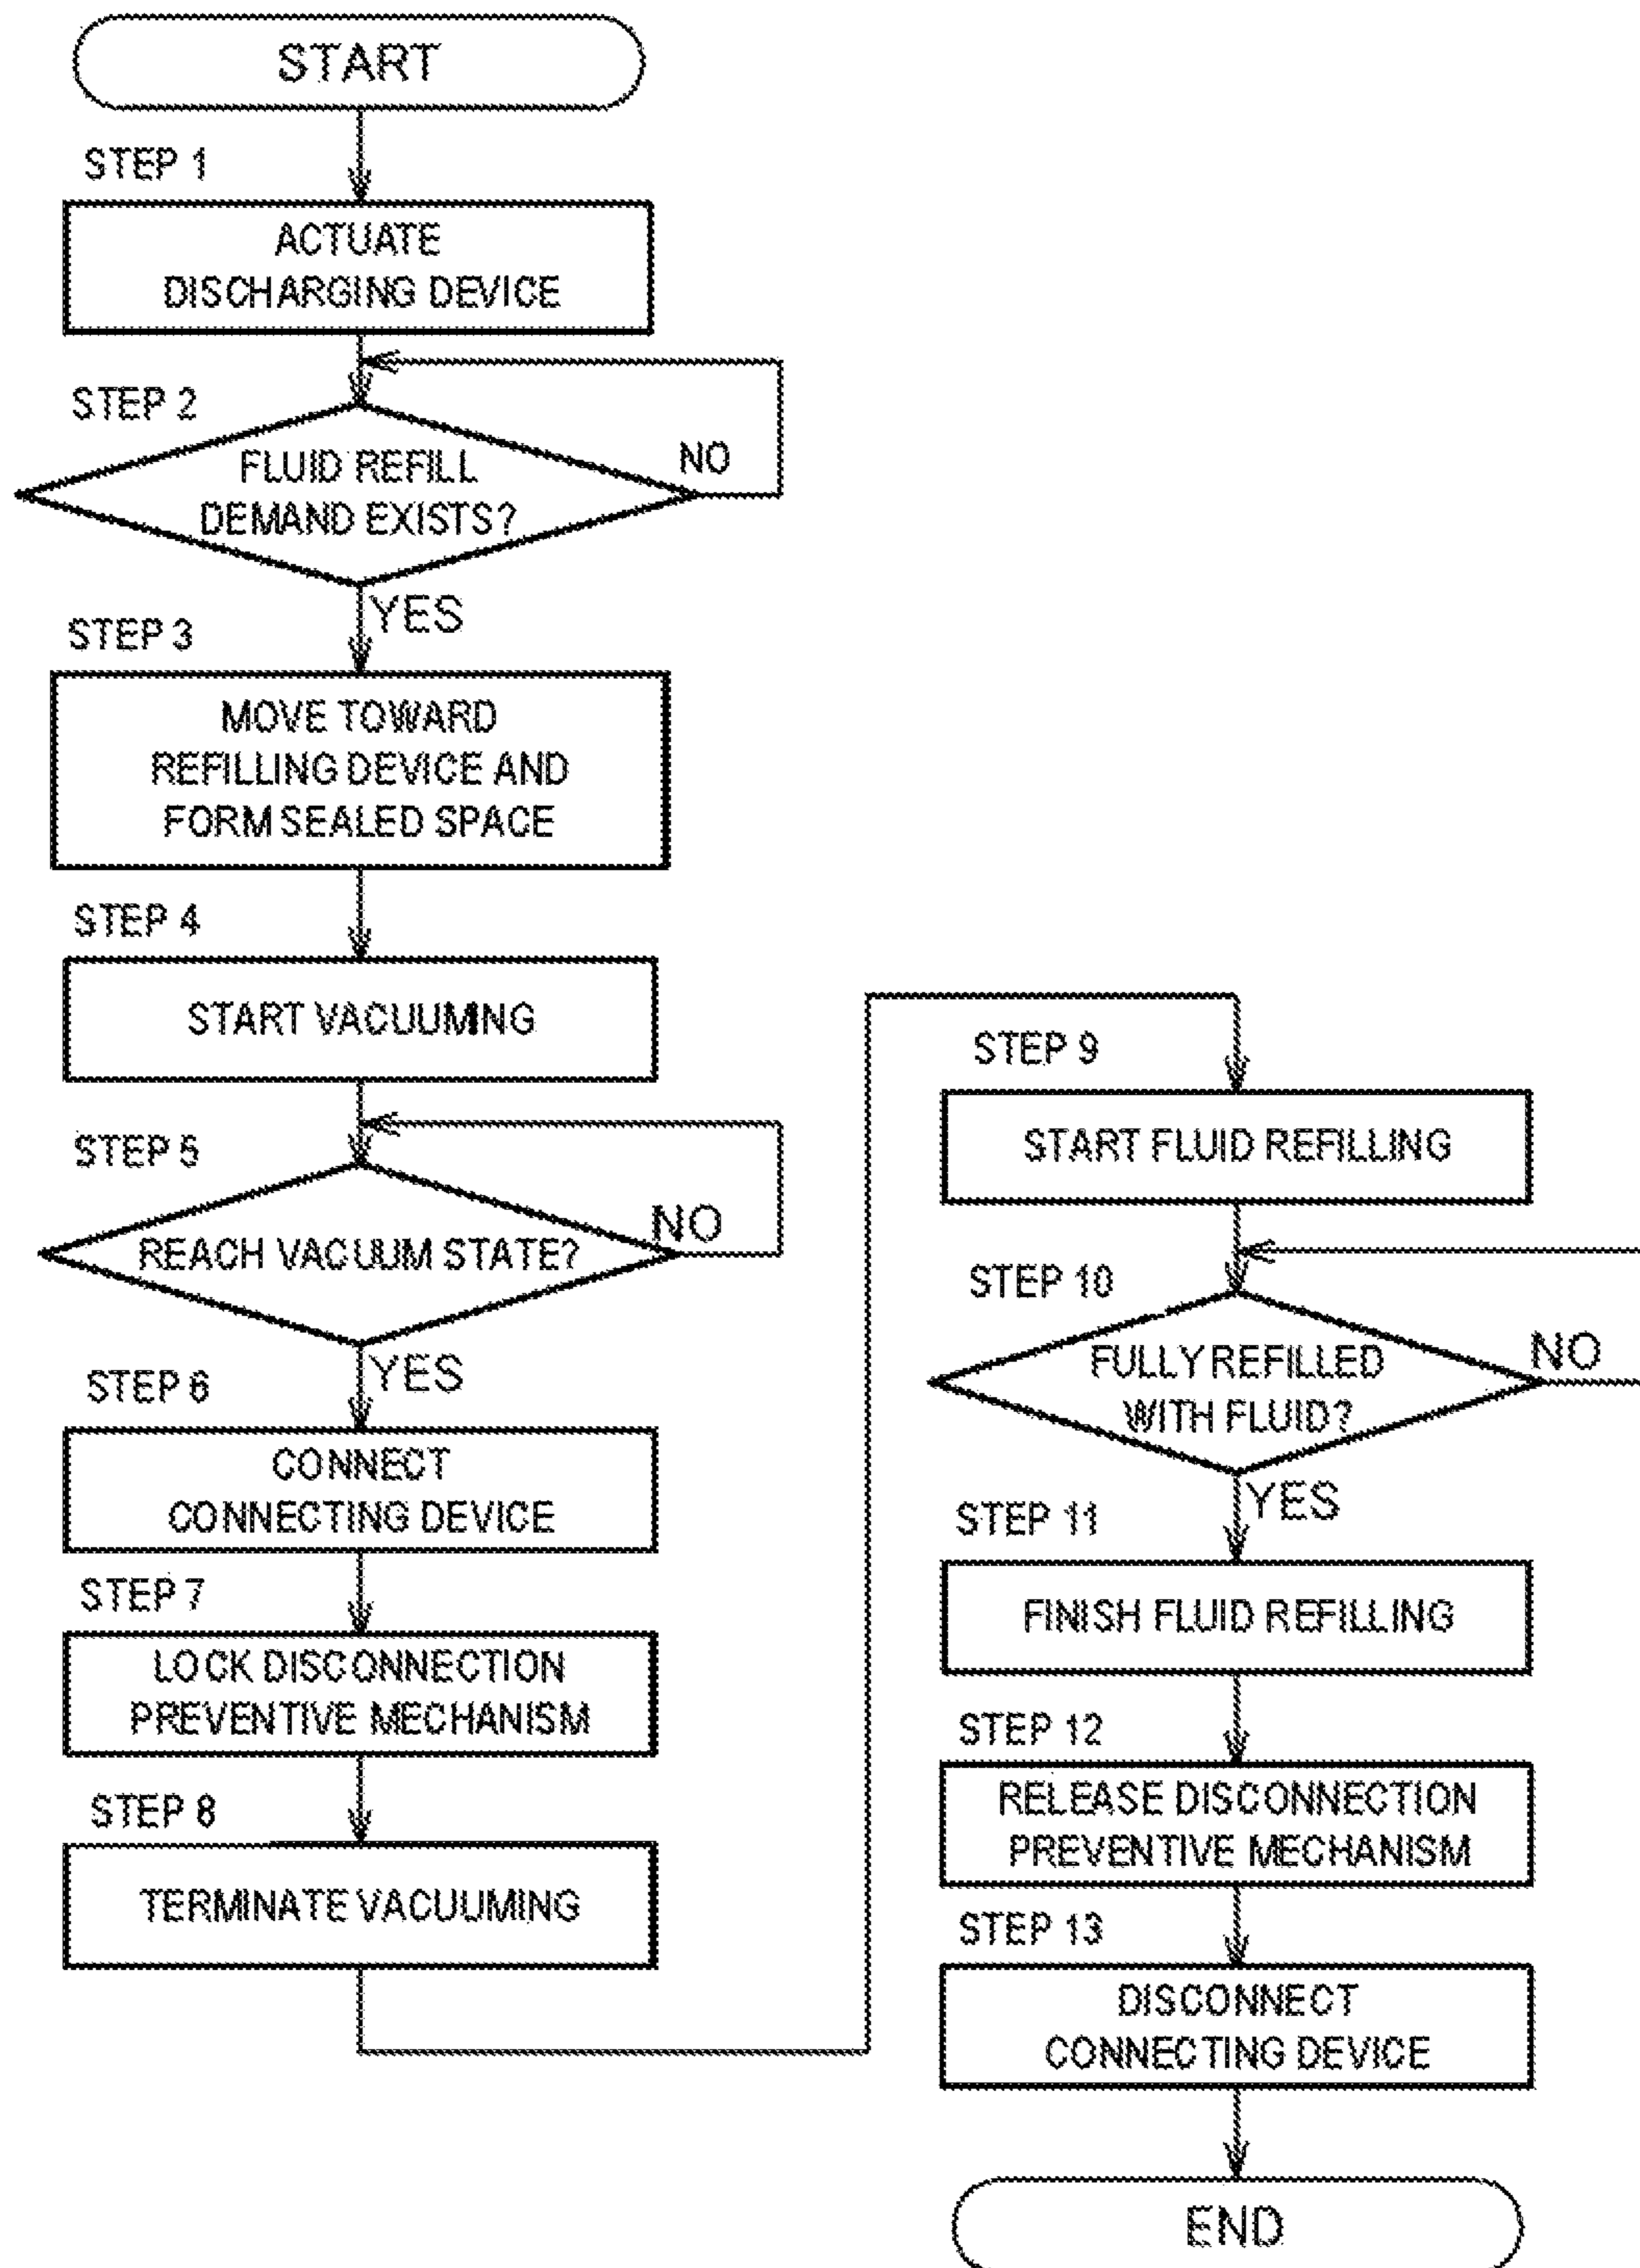 START
STEP 1
ACTUATE
DISCHARGING DEVICE
STEP 2
FLUID REFILL
DEMAND EXISTS?
NO
YES
STEP 3
MOVE TOWARD
REFILLING DEVICE AND
FORM SEALED SPACE
STEP 4
START VACUUMING
STEP 5
REACH VACUUM STATE?
NO
YES
STEP 6
CONNECT
CONNECTING DEVICE
STEP 7
LOCK DISCONNECTION
PREVENTIVE MECHANISM
STEP 8
TERMINATE VACUUMING
STEP 9
START FLUID REFILLING
STEP 10
FULLY REFILLED
WITH FLUID?
NO
YES
STEP 11
FINISH FLUID REFILLING
STEP 12
RELEASE DISCONNECTION
PREVENTIVE MECHANISM
STEP 13
DISCONNECT
CONNECTING DEVICE
END